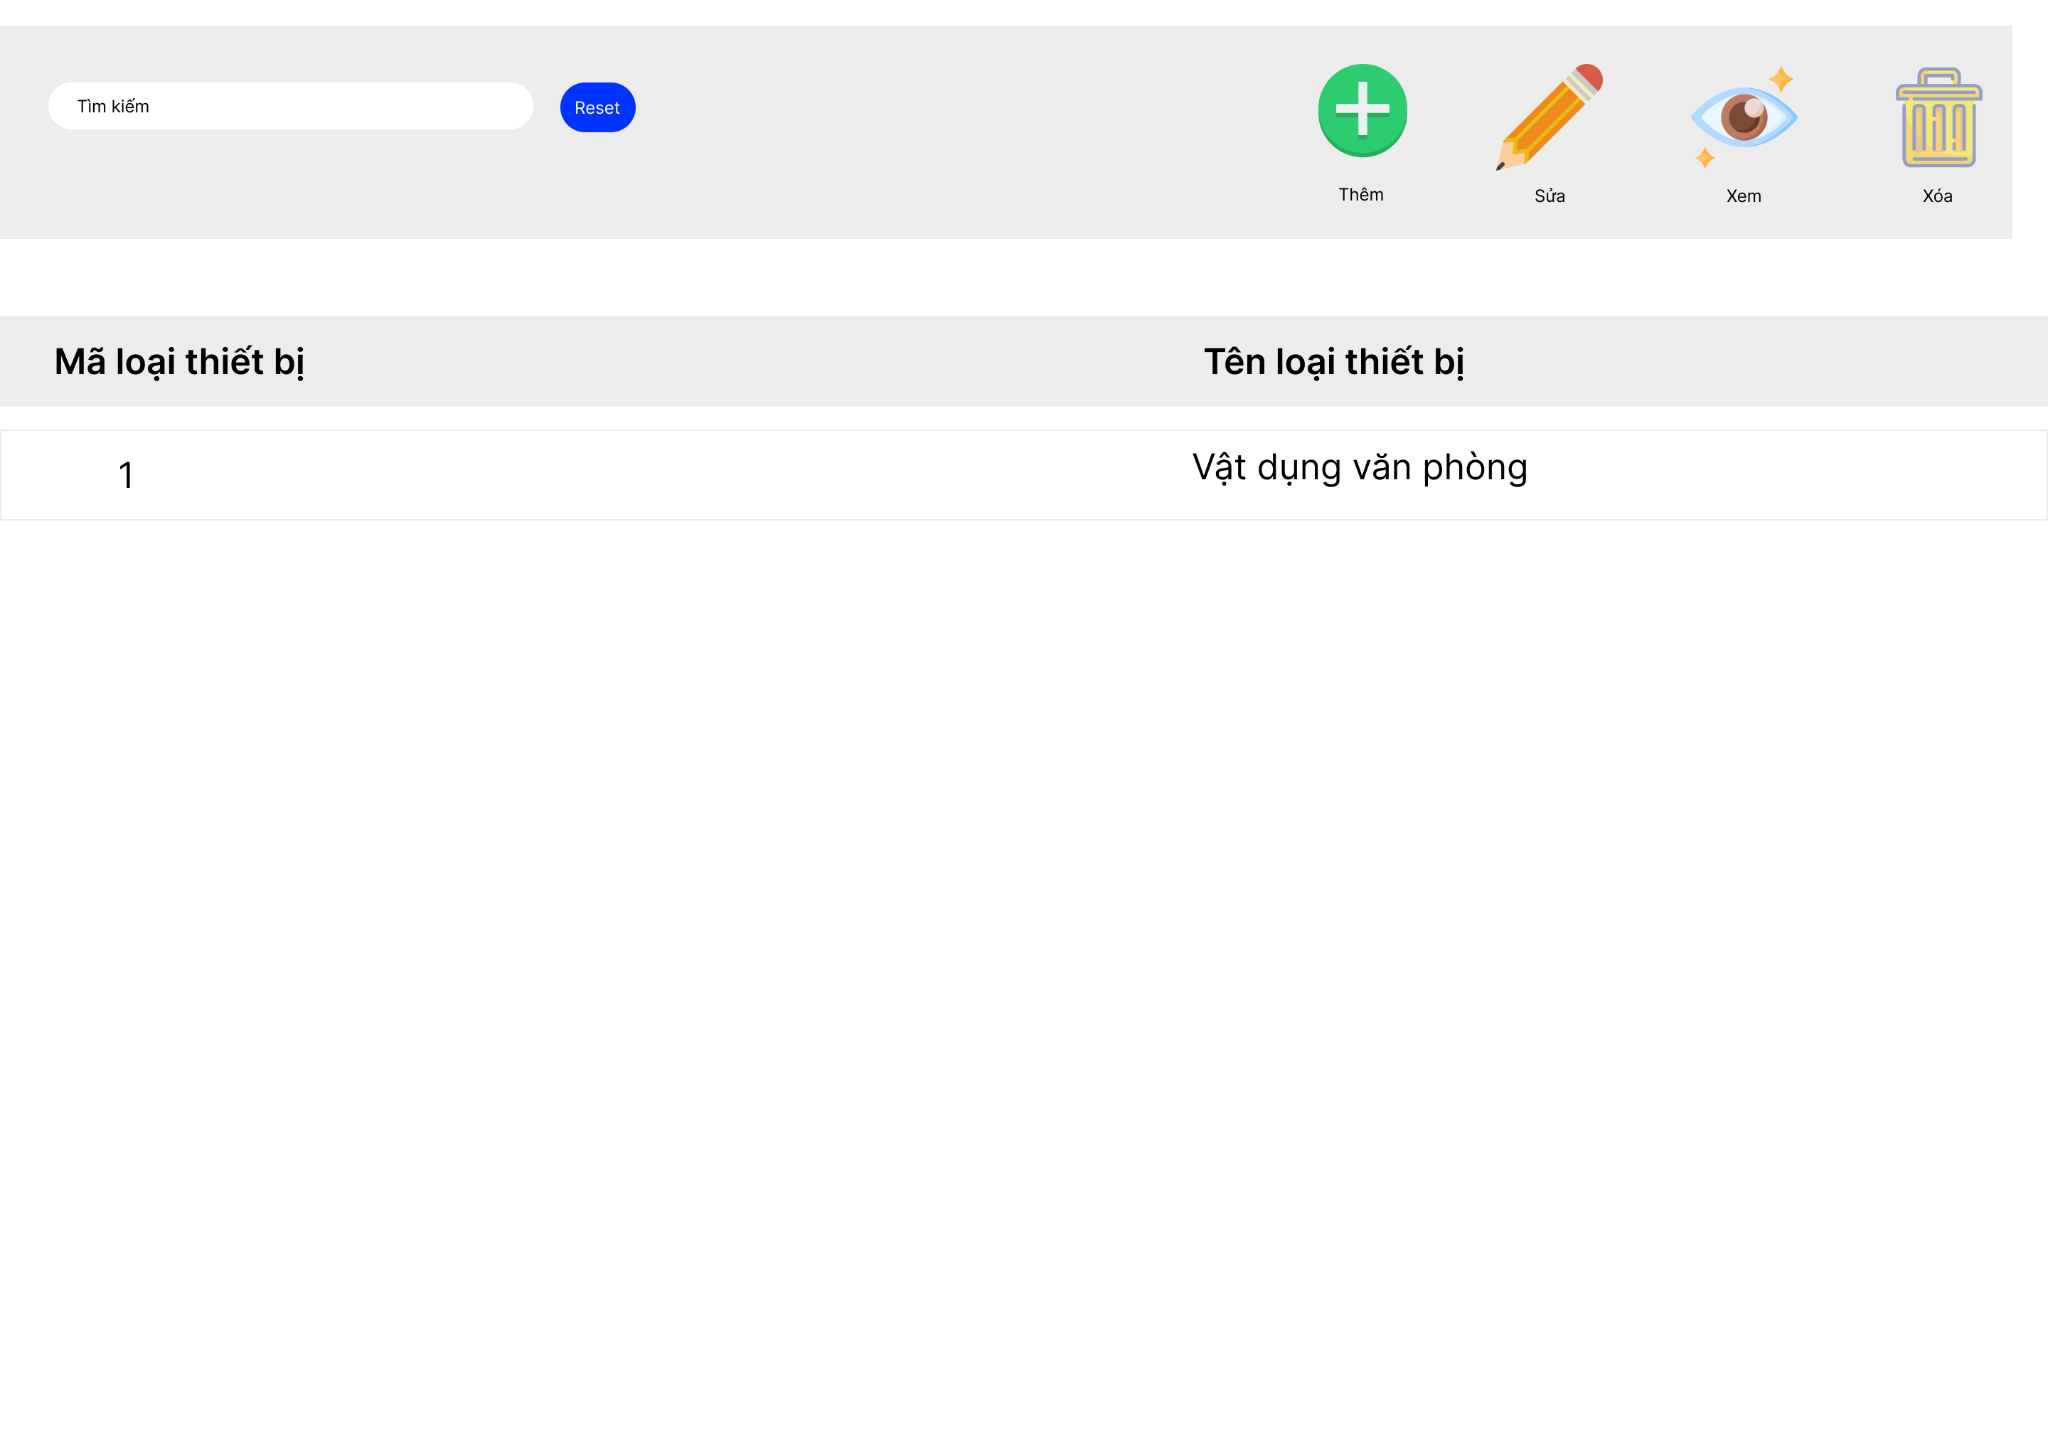 Tìm kiếm
Reset
Thêm
Sửa
Xem
Xóa
Mã loại thiết bị
Tên loại thiết bị
1
Vật dụng văn phòng